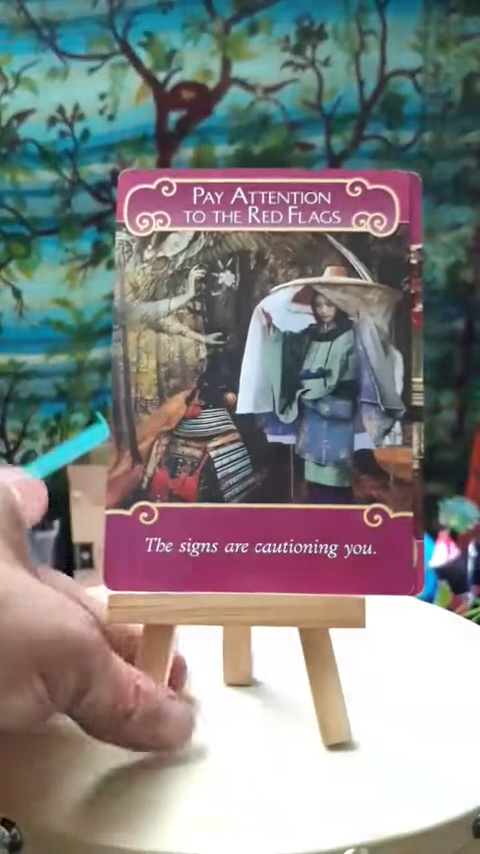 PAY ATTENTION
TO THE RED FLAGS
The signs are cautioning you.